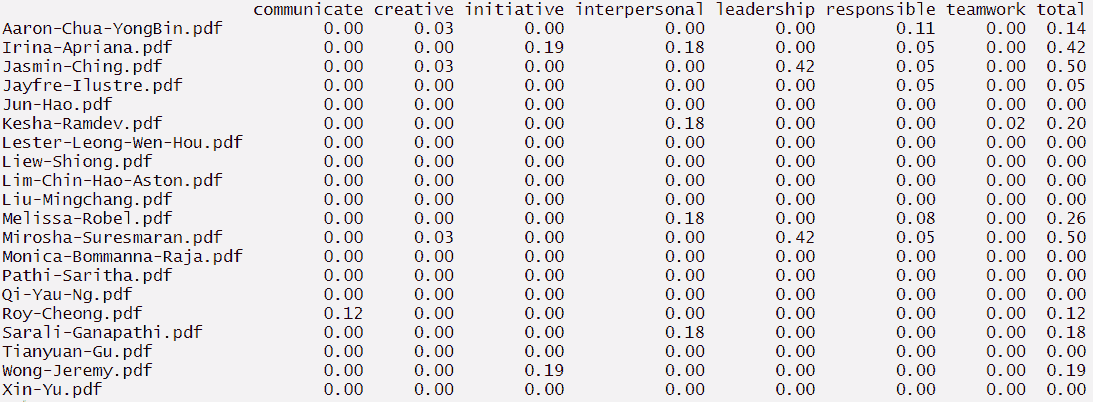 communicate creative initiative interpersonal leadership responsible teamwork total
Aaron-Chua-YongBin.pdf 0.00 0.03 0.00 0.00 0.00 0.11 0.00 0.14
Irina-Apriana.pdf 0.00 0.00 0.19 0.18 0.00 0.05 0.00 0.42
Jasmin-Ching.pdf 0.00 0.03 0.00 0.00 0.42 0.05 0.00 0.50
Jayfre-Ilustre.pdf 0.00 0.00 0.00 0.00 0.00 0.05 0.00 0.05
Jun-Hao.pdf 0.00 0.00 0.00 0.00 0.00 0.00 0.00 0.00
Kesha-Ramdev.pdf 0.00 0.00 0.00 0.18 0.00 0.00 0.02 0.20
Lester-Leong-Wen-Hou.pdf 0.00 0.00 0.00 0.00 0.00 0.00 0.00 0.00
Liew-Shiong.pdf 0.00 0.00 0.00 0.00 0.00 0.00 0.00 0.00
Lim-Chin-Hao-Aston.pdf 0.00 0.00 0.00 0.00 0.00 0.00 0.00 0.00
Liu-Mingchang.pdf 0.00 0.00 0.00 0.00 0.00 0.00 0.00 0.00
Melissa-Robel.pdf 0.00 0.00 0.00 0.18 0.00 0.08 0.00 0.26
Mirosha-Suresmaran.pdf 0.00 0.03 0.00 0.00 0.42 0.05 0.00 0.50
Monica-Bommanna-Raja.pdf 0.00 0.00 0.00 0.00 0.00 0.00 0.00 0.00
Pathi-Saritha.pdf 0.00 0.00 0.00 0.00 0.00 0.00 0.00 0.00
Qi-Yau-Ng.pdf 0.00 0.00 0.00 0.00 0.00 0.00 0.00 0.00
Roy-Cheong.pdf 0.12 0.00 0.00 0.00 0.00 0.00 0.00 0.12
Sarali-Ganapathi.pdf 0.00 0.00 0.00 0.18 0.00 0.00 0.00 0.18
Tianyuan-Gu.pdf 0.00 0.00 0.00 0.00 0.00 0.00 0.00 0.00
Wong-Jeremy.pdf 0.00 0.00 0.19 0.00 0.00 0.00 0.00 0.19
Xin-Yu.pdf 0.00 0.00 0.00 0.00 0.00 0.00 0.00 0.00